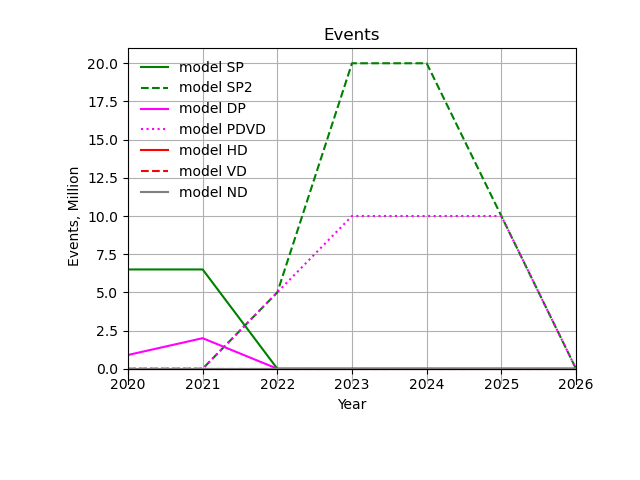 Events
20.0
17.5
15.0
12.5
10.0
7.5
5.0
2.5
0.0
Events, Million
model SP
model SP2
model DP
model PDVD
model HD
model VD
model ND
2020 2021 2022 2023 2024 2025 2026
Year